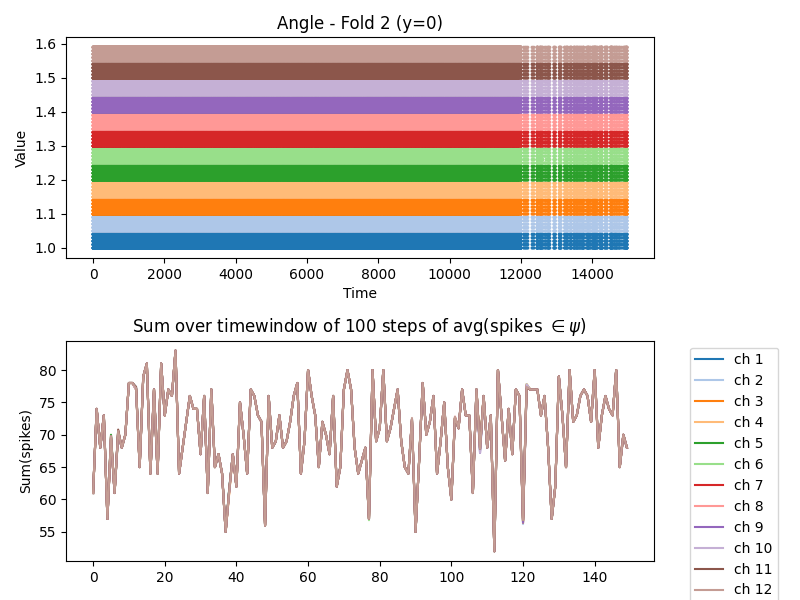 Angle - Fold 2 (y=0)
1.6
1.5
1.4
1.3
1.2
1.1
1.0
Value
0 2000 4000 6000 8000 10000 12000 14000
Time
Sum over timewindow of 100 steps of avg(spikes ∈ψ)
80
75
70
65
60
55
Sum(spikes)
0 20 40 60 80 100 120 140
ch 1
ch 2
ch 3
ch 4
ch 5
ch 6
ch 7
ch 8
ch 9
ch 10
ch 11
ch 12